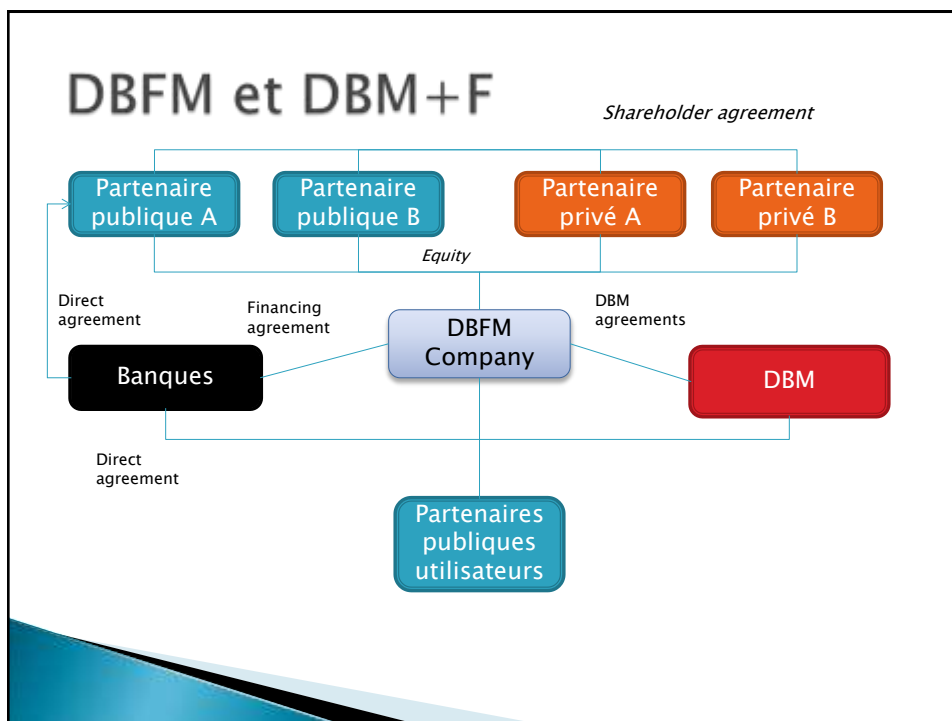 DBFM et DBM+F
Shareholder agreement
Partenaire
publique A
Partenaire
publique B
Partenaire
privé A
Partenaire
privé B
Equity
Direct
agreement
Financing
agreement
DBFM
Company
DBM
agreements
Banques
DBM
Direct
agreement
Partenaires
publiques
utilisateurs